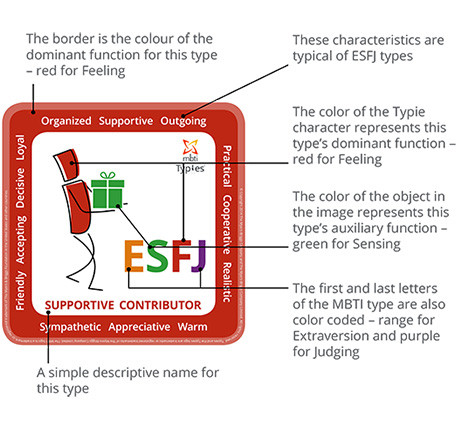 The border is the colour of the
dominant function for this type
– red for Feeling
These characteristics are
typical of ESFJ types
Organized Supportive Outgoing
Friendly Accepting Decisive Loyal
Practical Cooperative Realistic
mbti
Typies
The color of the Typie
character represents this
type's dominant function –
red for Feeling
The color of the object in
the image represents this
type's auxiliary function –
green for Sensing
ESFJ
SUPPORTIVE CONTRIBUTOR
Sympathetic Appreciative Warm
The first and last letters
of the MBTI type are also
color coded – range for
Extraversion and purple
for Judging
A simple descriptive name for
this type